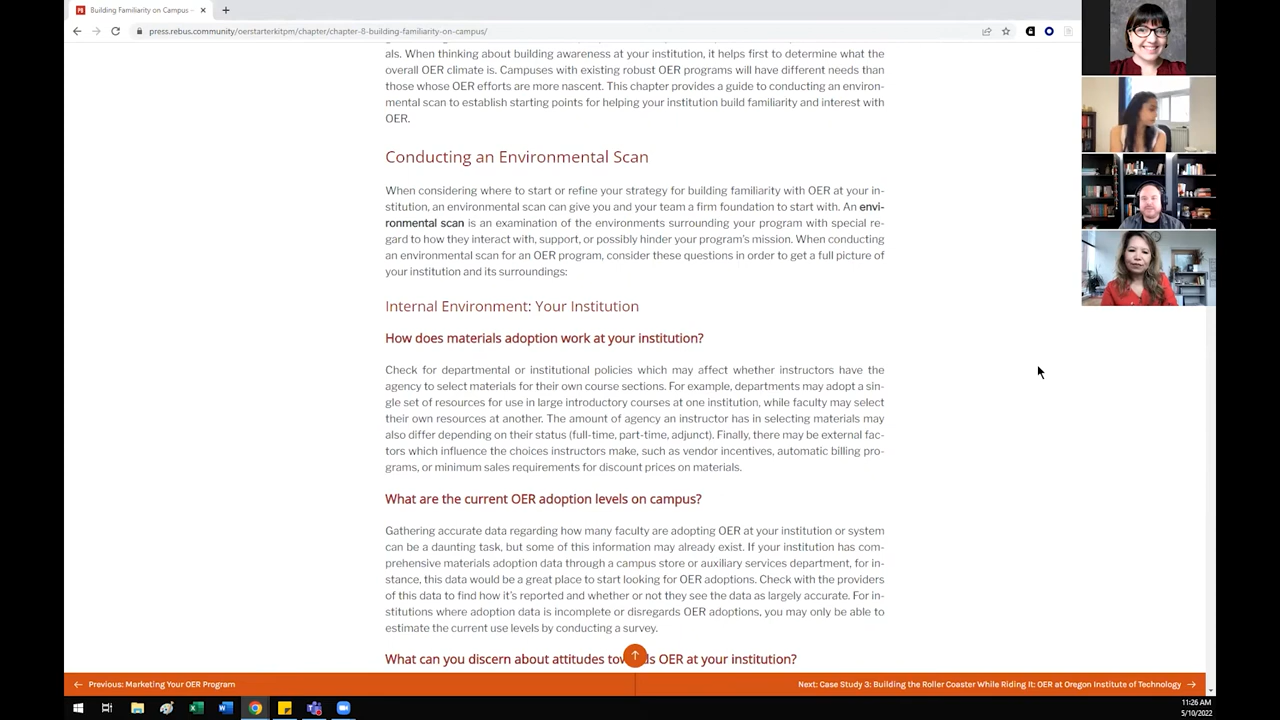 Building Familiarity on Campus –
press.rebus.community/oerstarterkitpm/chapter/chapter-8-building-familiarity-on-campus/
als. When thinking about building awareness at your institution, it helps first to determine what the
overall OER climate is. Campuses with existing robust OER programs will have different needs than
those whose OER efforts are more nascent. This chapter provides a guide to conducting an environ-
mental scan to establish starting points for helping your institution build familiarity and interest with
OER.
Conducting an Environmental Scan
When considering where to start or refine your strategy for building familiarity with OER at your in-
stitution, an environmental scan can give you and your team a firm foundation to start with. An envi-
ronmental scan is an examination of the environments surrounding your program with special re-
gard to how they interact with, support, or possibly hinder your program's mission. When conducting
an environmental scan for an OER program, consider these questions in order to get a full picture of
your institution and its surroundings:
Internal Environment: Your Institution
How does materials adoption work at your institution?
Check for departmental or institutional policies which may affect whether instructors have the
agency to select materials for their own course sections. For example, departments may adopt a sin-
gle set of resources for use in large introductory courses at one institution, while faculty may select
their own resources at another. The amount of agency an instructor has in selecting materials may
also differ depending on their status (full-time, part-time, adjunct). Finally, there may be external fac-
tors which influence the choices instructors make, such as vendor incentives, automatic billing pro-
grams, or minimum sales requirements for discount prices on materials.
What are the current OER adoption levels on campus?
Gathering accurate data regarding how many faculty are adopting OER at your institution or system
can be a daunting task, but some of this information may already exist. If your institution has com-
prehensive materials adoption data through a campus store or auxiliary services department, for in-
stance, this data would be a great place to start looking for OER adoptions. Check with the providers
of this data to find how it's reported and whether or not they see the data as largely accurate. For in-
stitutions where adoption data is incomplete or disregards OER adoptions, you may only be able to
estimate the current use levels by conducting a survey.
What can you discern about attitudes tow ds OER at your institution?
Previous: Marketing Your OER Program
Next: Case Study 3: Building the Roller Coaster While Riding It: OER at Oregon Institute of Technology
11:26 AM
5/10/2022